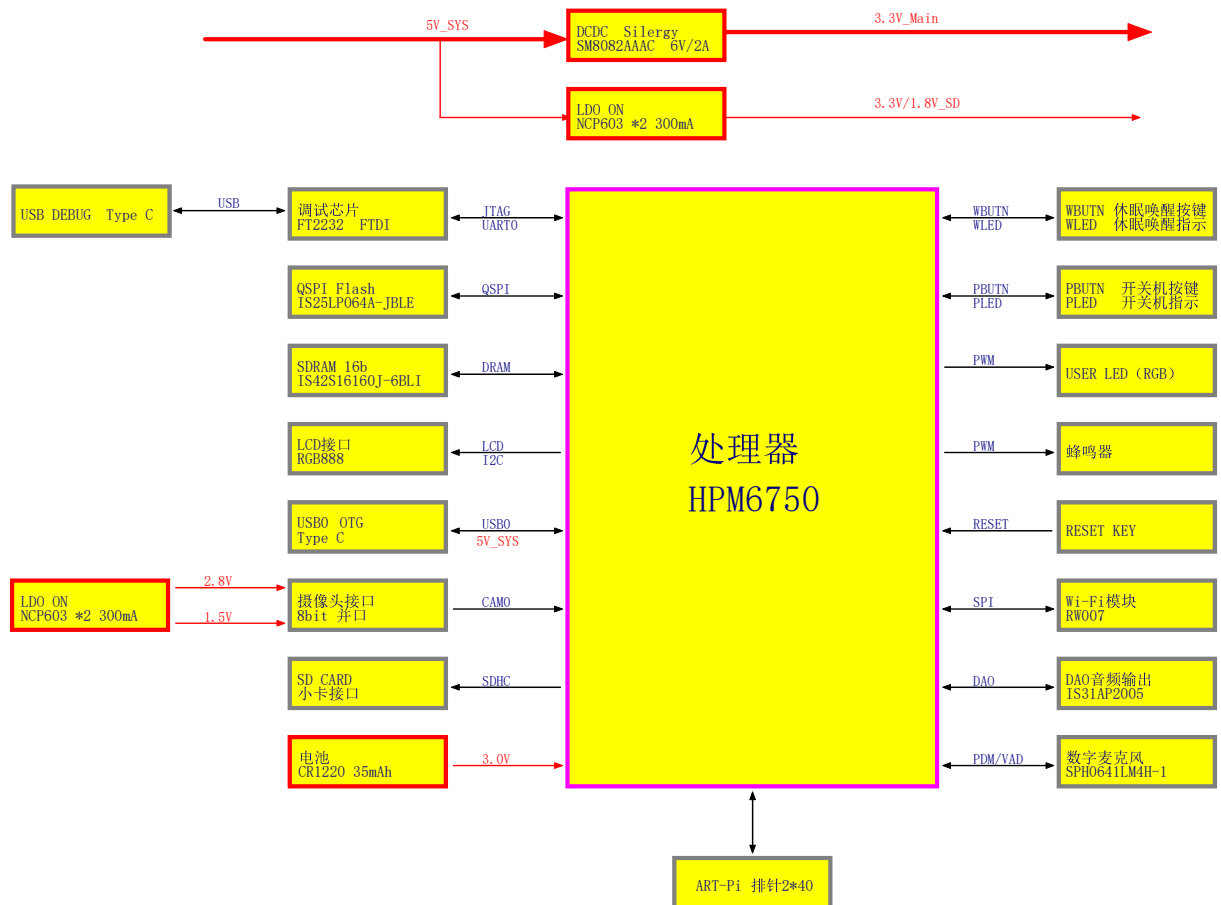 5V_SYS
DCDC  Silergy
SM8082AAAC  6V/2A
3.3V_Main
LDO ON
NCP603 *2 300mA
3.3V/1.8V_SD
USB DEBUG  Type C
USB
调试芯片
FT2232  FTDI
JTAG
UART0
WBUTN
WLED
WBUTN 休眠唤醒按键
WLED  休眠唤醒指示
QSPI Flash
IS25LP064A-JBLE
QSPI
PBUTN
PLED
PBUTN  开关机按键
PLED   开关机指示
SDRAM 16b
IS42S16160J-6BLI
DRAM
PWM
USER LED（RGB）
LCD接口
RGB888
LCD
I2C
处理器
HPM6750
PWM
蜂鸣器
USB0 OTG
Type C
USB0
5V_SYS
RESET
RESET KEY
LDO ON
NCP603 *2 300mA
2.8V
1.5V
摄像头接口
8bit 并口
CAM0
SPI
Wi-Fi模块
RW007
SD CARD
小卡接口
SDHC
DAO
DAO音频输出
IS31AP2005
电池
CR1220 35mAh
3.0V
PDM/VAD
数字麦克风
SPH0641LM4H-1
ART-Pi 排针2*40